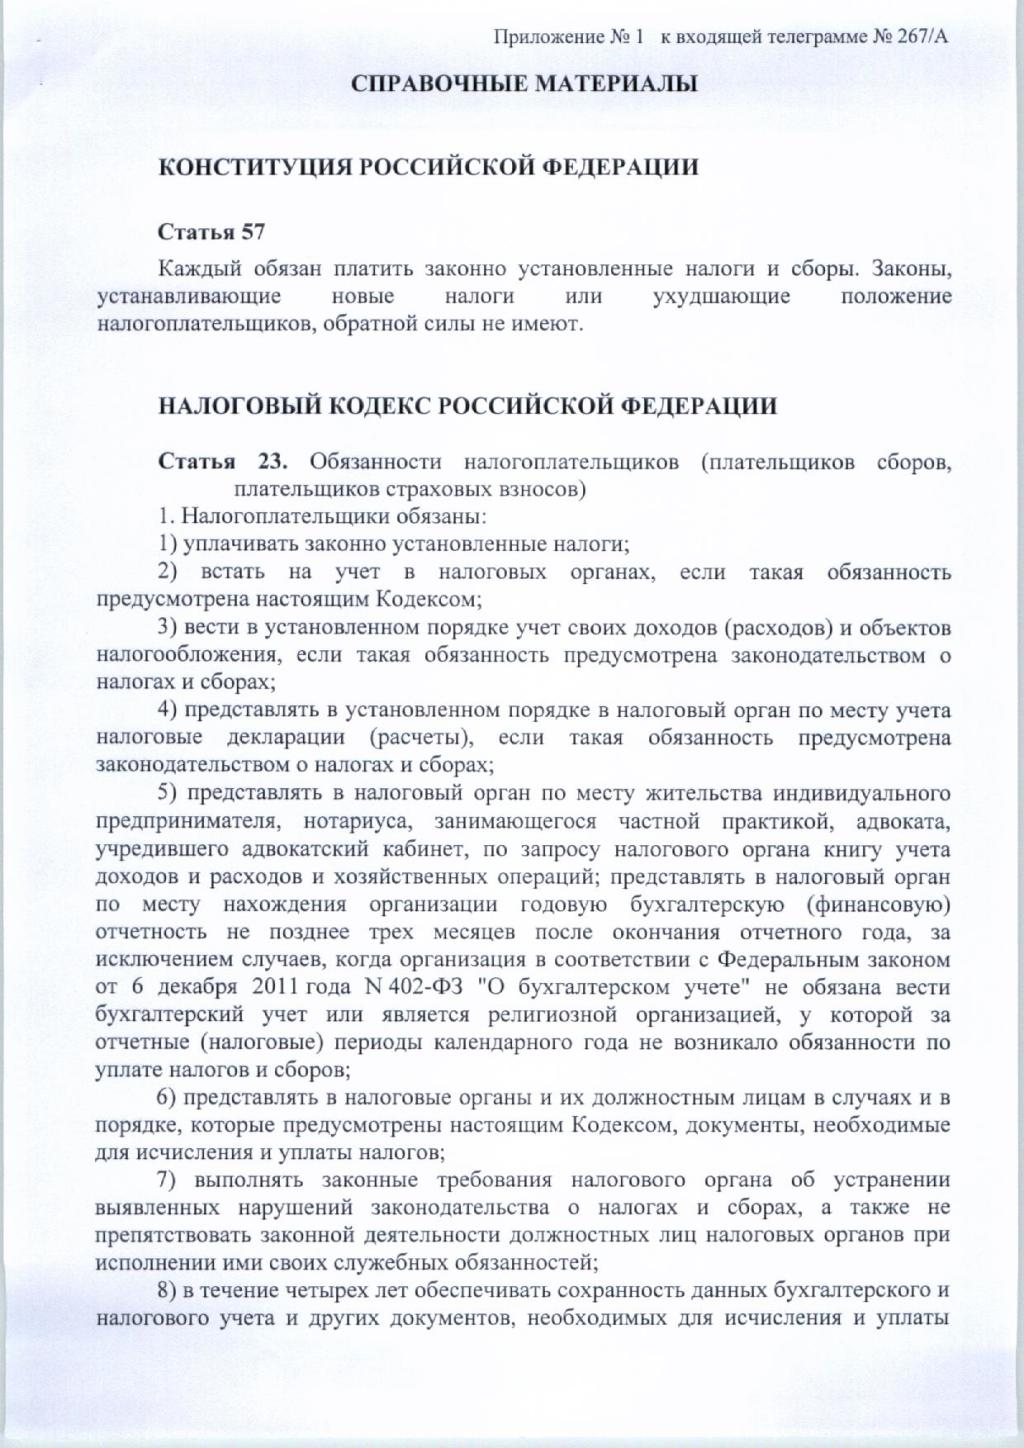 Приложение № 1 к входящей телеграмме № 267/А
СПРАВОЧНЫЕ МАТЕРИАЛЫ
КОНСТИТУЦИЯ РОССИЙСКОЙ ФЕДЕРАЦИИ
Статья 57
Каждый обязан платить законно установленные налоги и сборы. Законы,
устанавливающие новые налоги или ухудшающие положение
налогоплательщиков, обратной силы не имеют.
НАЛОГОВЫЙ КОДЕКС РОССИЙСКОЙ ФЕДЕРАЦИИ
Статья 23. Обязанности налогоплательщиков (плательщиков сборов,
плательщиков страховых взносов)
1. Налогоплательщики обязаны:
1) уплачивать законно установленные налоги;
2) встать на учет в налоговых органах, если такая обязанность
предусмотрена настоящим Кодексом;
3) вести в установленном порядке учет своих доходов (расходов) и объектов
налогообложения, если такая обязанность предусмотрена законодательством о
налогах и сборах;
4) представлять в установленном порядке в налоговый орган по месту учета
налоговые декларации (расчеты), если такая обязанность предусмотрена
законодательством о налогах и сборах;
5) представлять в налоговый орган по месту жительства индивидуального
предпринимателя, нотариуса, занимающегося частной практикой, адвоката,
учредившего адвокатский кабинет, по запросу налогового органа книгу учета
доходов и расходов и хозяйственных операций; представлять в налоговый орган
по месту нахождения организации годовую бухгалтерскую (финансовую)
отчетность не позднее трех месяцев после окончания отчетного года, за
исключением случаев, когда организация в соответствии с Федеральным законом
от 6 декабря 2011 года N 402-ФЗ "О бухгалтерском учете" не обязана вести
бухгалтерский учет или является религиозной организацией, у которой за
отчетные (налоговые) периоды календарного года не возникало обязанности по
уплате налогов и сборов;
6) представлять в налоговые органы и их должностным лицам в случаях и в
порядке, которые предусмотрены настоящим Кодексом, документы, необходимые
для исчисления и уплаты налогов;
7) выполнять законные требования налогового органа об устранении
выявленных нарушений законодательства о налогах и сборах, а также не
препятствовать законной деятельности должностных лиц налоговых органов при
исполнении ими своих служебных обязанностей;
8) в течение четырех лет обеспечивать сохранность данных бухгалтерского и
налогового учета и других документов, необходимых для исчисления и уплаты